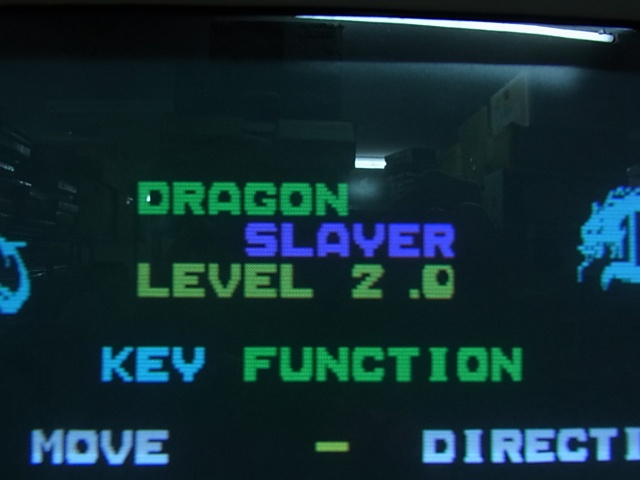 DRAGON
SLAYER
LEVEL 2.0
KEY FUNCTION
MOVE - DIRECTI